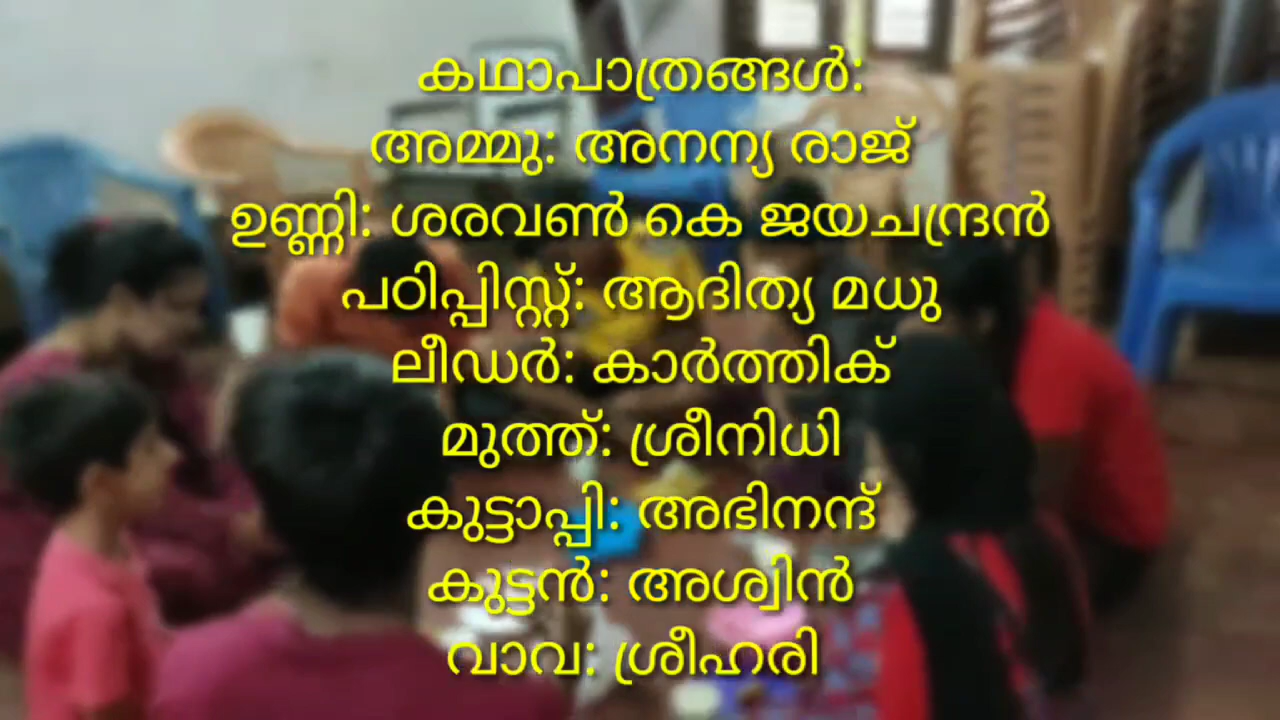 കഥാപാത്രങ്ങൾ:
അമ്മു: അനന്യ രാജ്
ഉണ്ണി: ശരവൺ കെ ജയചന്ദ്രൻ
പഠിപ്പിസ്റ്റ്: ആദിത്യ മധു
ലീഡർ: കാർത്തിക്
മുത്ത്: ശ്രീനിധി
കുട്ടാപ്പി: അഭിനന്ദ്
കുട്ടൻ: അശ്വിൻ
വാവ: ശ്രീഹരി